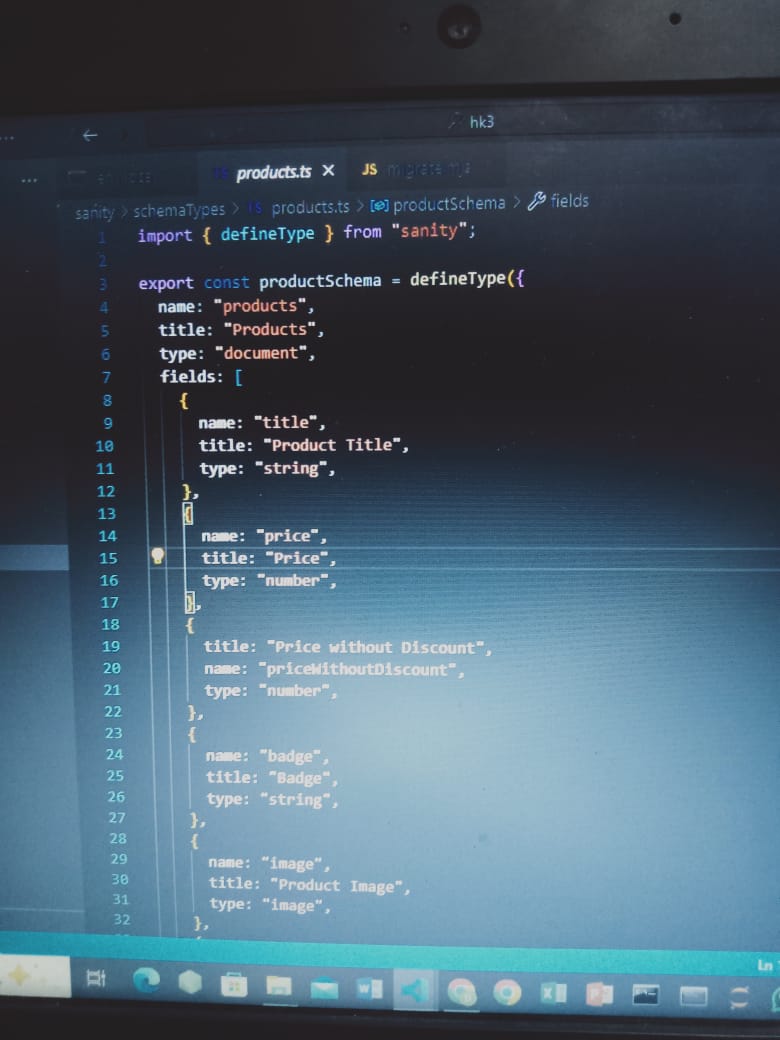 hk3
products.ts
JS
sanity > schemaTypes > TS products.ts > productSchema > fields
1 import { defineType } from "sanity";
2
3 export const productSchema = defineType({
4 name: "products",
5 title: "Products",
6 type: "document",
7 fields: [
8 {
9 name: "title",
10 title: "Product Title",
11 type: "string",
12 },
13 {
14 name: "price",
15 title: "Price",
16 type: "number",
17 },
18 {
19 title: "Price without Discount",
20 name: "priceWithoutDiscount",
21 type: "number",
22 },
23 {
24 name: "badge",
25 title: "Badge",
26 type: "string",
27 },
28 {
29 name: "image",
30 title: "Product Image",
31 type: "image",
32 },
Ln